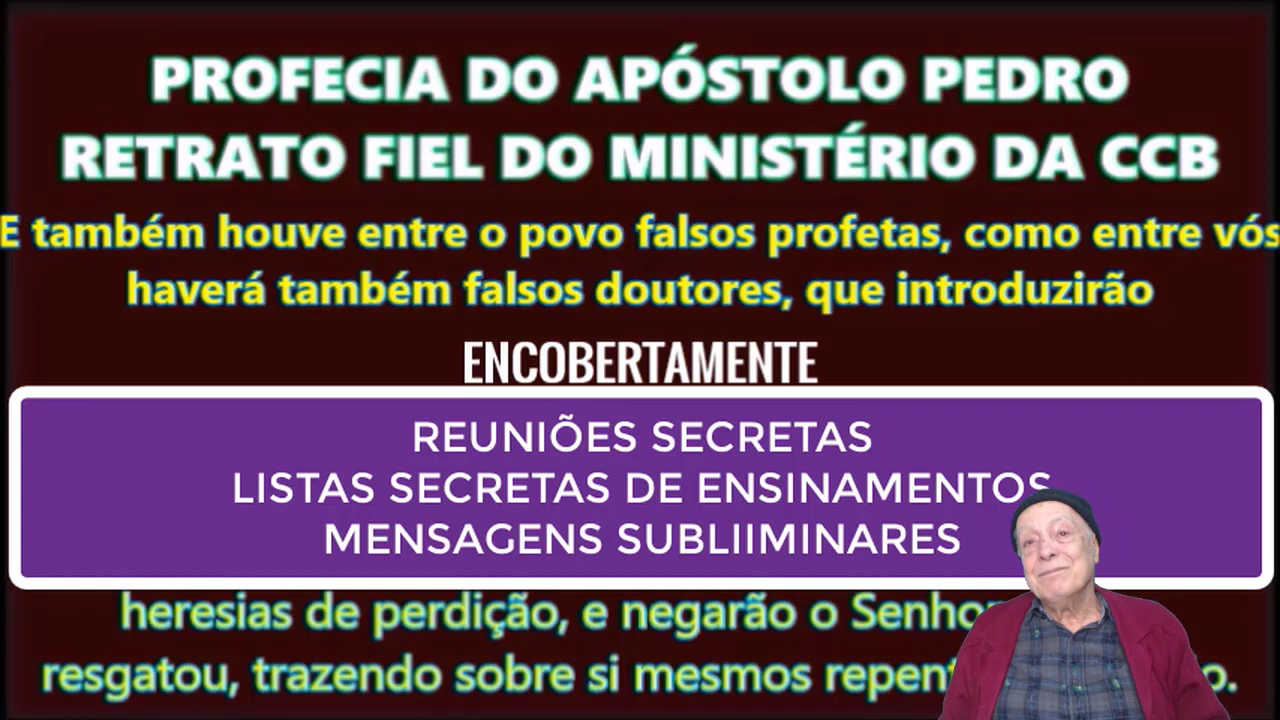 PROFECIA DO APÓSTOLO PEDRO
RETRATO FIEL DO MINISTÉRIO DA CCB
E também houve entre o povo falsos profetas, como entre vós
haverá também falsos doutores, que introduzirão
ENCOBERTAMENTE
REUNIÕES SECRETAS
LISTAS SECRETAS DE ENSINAMENTOS
MENSAGENS SUBLIIMINARES
heresias de perdição, e negarão o Senhor
resgatou, trazendo sobre si mesmos